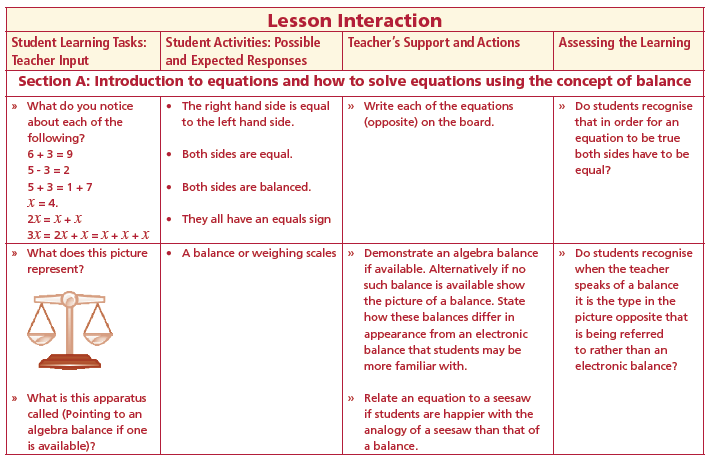 Lesson Interaction
Student Learning Tasks:
Teacher Input
Student Activities: Possible
and Expected Responses
Teacher's Support and Actions
Assessing the Learning
Section A: Introduction to equations and how to solve equations using the concept of balance
» What do you notice
about each of the
following?
6 + 3 = 9
5 - 3 = 2
5 + 3 = 1 + 7
x = 4.
2x = x + x
3x = 2x + x = x + x + x
• The right hand side is equal
to the left hand side.
• Both sides are equal.
• Both sides are balanced.
• They all have an equals sign
» Write each of the equations
(opposite) on the board.
» Do students recognise
that in order for an
equation to be true
both sides have to be
equal?
» What does this picture
represent?
» What is this apparatus
called (Pointing to an
algebra balance if one
is available)?
• A balance or weighing scales
» Demonstrate an algebra balance
if available. Alternatively if no
such balance is available show
the picture of a balance. State
how these balances differ in
appearance from an electronic
balance that students may be
more familiar with.
» Relate an equation to a seesaw
if students are happier with the
analogy of a seesaw than that of
a balance.
» Do students recognise
when the teacher
speaks of a balance
it is the type in the
picture opposite that
is being referred
to rather than an
electronic balance?